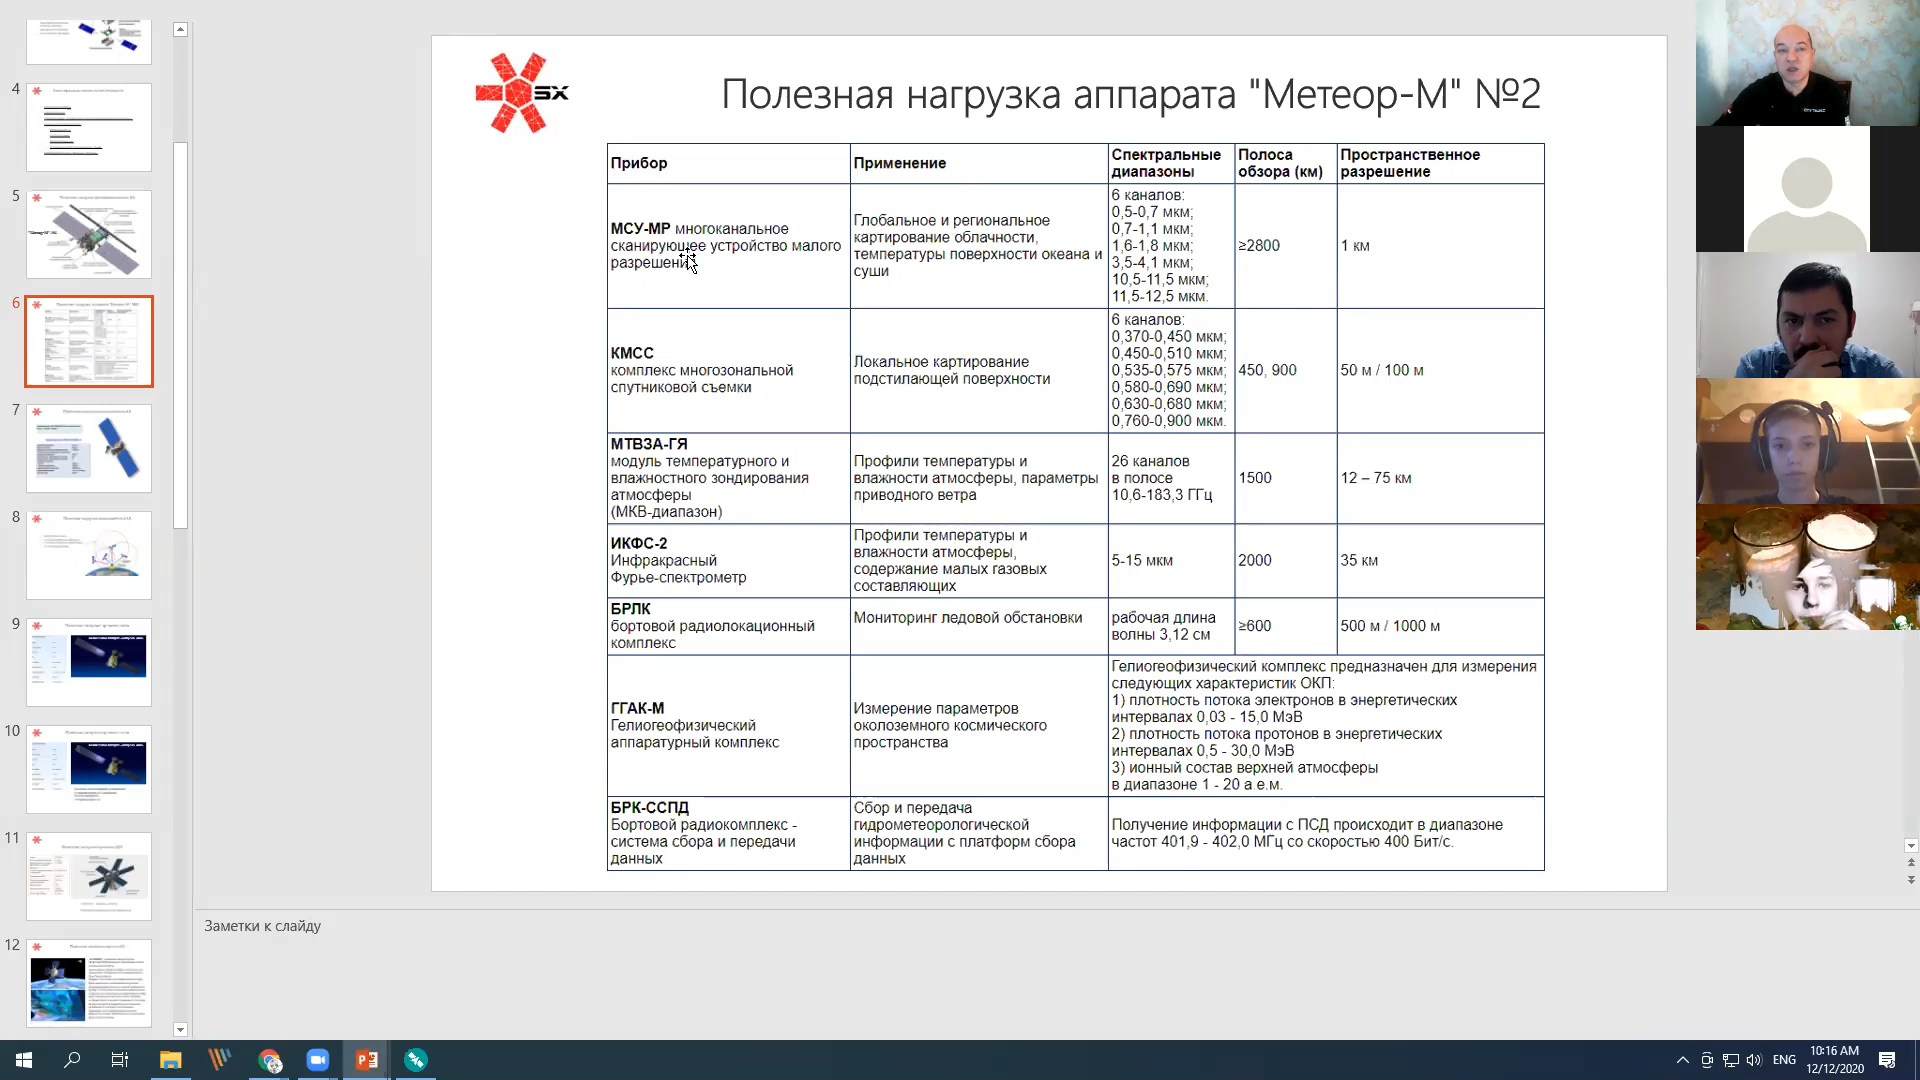 4
5
6
7
8
9
10
11
12
SX
Полезная нагрузка аппарата "Метеор-М" №2
Прибор
Применение
Спектральные
диапазоны
Полоса
обзора (км)
Пространственное
разрешение
МСУ-МР многоканальное
сканирующее устройство малого
разрешения
Глобальное и региональное
картирование облачности,
температуры поверхности океана и
суши
6 каналов:
0,5-0,7 мкм;
0,7-1,1 мкм;
1,6-1,8 мкм;
3,5-4,1 мкм;
10,5-11,5 мкм;
11,5-12,5 мкм.
≥2800
1 км
КМСС
комплекс многозональной
спутниковой съемки
Локальное картирование
подстилающей поверхности
6 каналов:
0,370-0,450 мкм;
0,450-0,510 мкм;
0,535-0,575 мкм;
0,580-0,690 мкм;
0,630-0,680 мкм;
0,760-0,900 мкм.
450, 900
50 м / 100 м
МТВЗА-ГЯ
модуль температурного и
влажностного зондирования
атмосферы
(МКВ-диапазон)
Профили температуры и
влажности атмосферы, параметры
приводного ветра
26 каналов
в полосе
10,6-183,3 ГГц
1500
12 – 75 км
ИКФС-2
Инфракрасный
Фурье-спектрометр
Профили температуры и
влажности атмосферы,
содержание малых газовых
составляющих
5-15 мкм
2000
35 км
БРЛК
бортовой радиолокационный
комплекс
Мониторинг ледовой обстановки
рабочая длина
волны 3,12 см
≥600
500 м / 1000 м
ГГАК-М
Гелиогеофизический
аппаратурный комплекс
Измерение параметров
околоземного космического
пространства
Гелиогеофизический комплекс предназначен для измерения
следующих характеристик ОКП:
1) плотность потока электронов в энергетических
интервалах 0,03 - 15,0 МэВ
2) плотность потока протонов в энергетических
интервалах 0,5 - 30,0 МэВ
3) ионный состав верхней атмосферы
в диапазоне 1 - 20 а.е.м.
БРК-ССПД
Бортовой радиокомплекс -
система сбора и передачи
данных
Сбор и передача
гидрометеорологической
информации с платформ сбора
данных
Получение информации с ПСД происходит в диапазоне
частот 401,9 - 402,0 МГц со скоростью 400 Бит/с.
Заметки к слайду
ENG
10:16 AM
12/12/2020